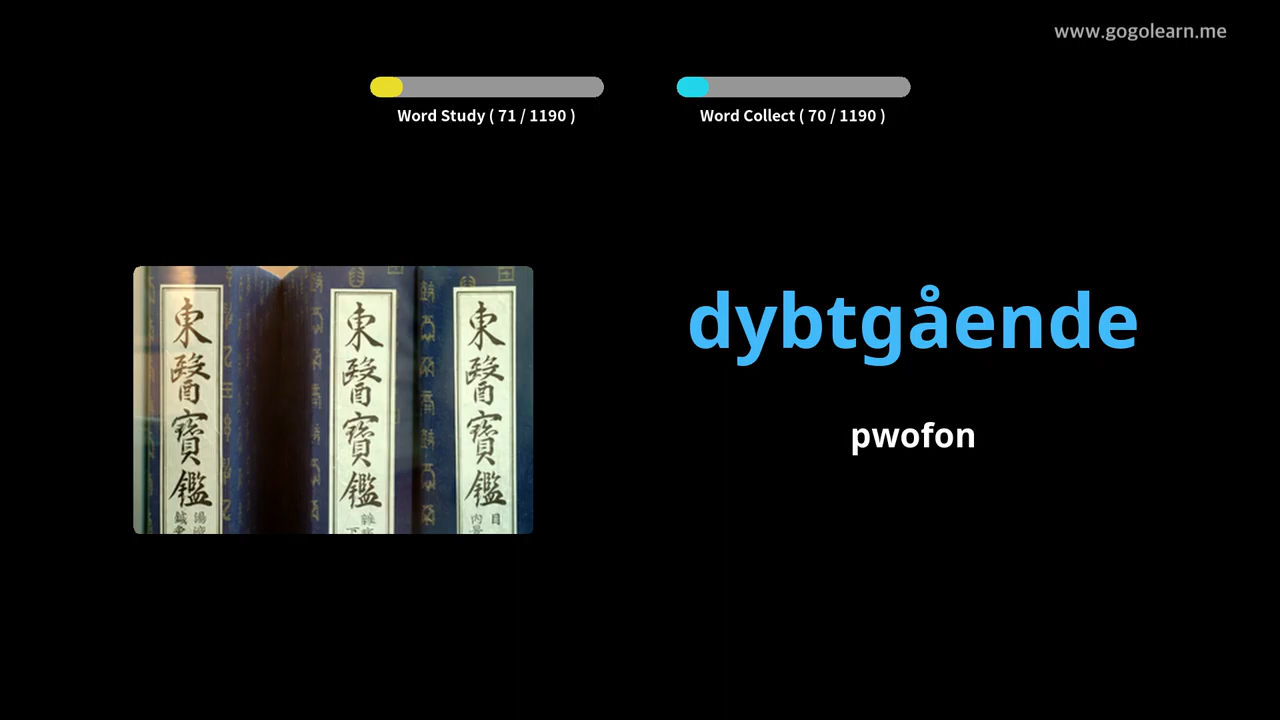 www.gogolearn.me
Word Study ( 71 / 1190 )
Word Collect ( 70 / 1190 )
東醫寶鑑
東醫寶鑑
東醫寶鑑
dybtgående
pwofon